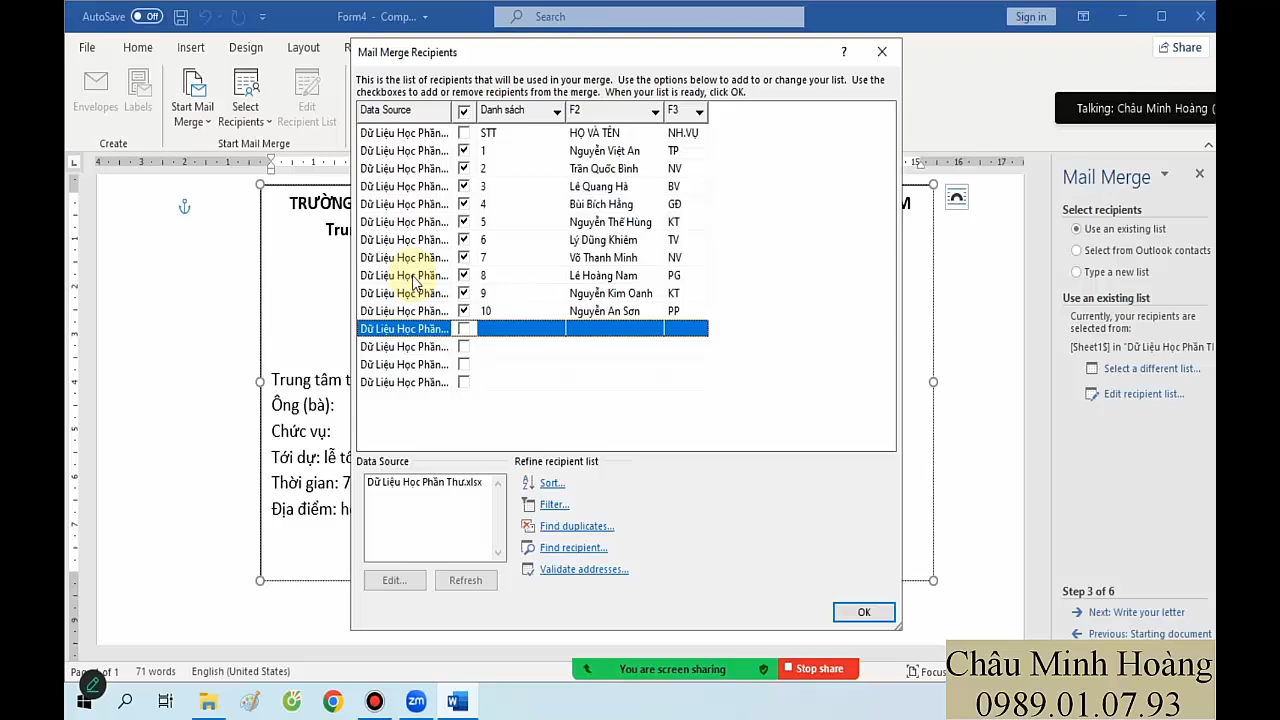 AutoSave Off Form4 - Comp... Search Sign in
File Home Insert Design Layout R Share
Mail Merge Recipients
This is the list of recipients that will be used in your merge. Use the options below to add to or change your list. Use the
checkboxes to add or remove recipients from the merge. When your list is ready, click OK.
Envelopes Labels Start Mail Merge Select Recipients Edit Recipient List
Create Start Mail Merge
Talking: Châu Minh Hoàng (
Data Source Danh sách F2 F3
Dữ Liệu Học Phần... STT HỌ VÀ TÊN NH.VỤ
Dữ Liệu Học Phần... 1 Nguyễn Việt An TP
Dữ Liệu Học Phần... 2 Trần Quốc Bình NV
Dữ Liệu Học Phần... 3 Lê Quang Hà BV
Dữ Liệu Học Phần... 4 Bùi Bích Hằng GĐ
Dữ Liệu Học Phần... 5 Nguyễn Thế Hùng KT
Dữ Liệu Học Phần... 6 Lý Dũng Khiêm TV
Dữ Liệu Học Phần... 7 Võ Thanh Minh NV
Dữ Liệu Học Phần... 8 Lê Hoàng Nam PG
Dữ Liệu Học Phần... 9 Nguyễn Kim Oanh KT
Dữ Liệu Học Phần... 10 Nguyễn An Sơn PP
Dữ Liệu Học Phần...
Dữ Liệu Học Phần...
Dữ Liệu Học Phần...
Dữ Liệu Học Phần...
Data Source Refine recipient list
Dữ Liệu Học Phần Thư.xlsx
Sort...
Filter...
Find duplicates...
Find recipient...
Validate addresses...
Edit... Refresh
OK
4 3 2 1 1 15 16 17
TRƯỜNG M
Trun
Trung tâm t
Ông (bà):
Chức vụ:
Tới dự: lễ tổ
Thời gian: 7
Địa điểm: h
Mail Merge
Select recipients
Use an existing list
Select from Outlook contacts
Type a new list
Use an existing list
Currently, your recipients are
selected from:
[Sheet1$] in "Dữ Liệu Học Phần Tl
Select a different list...
Edit recipient list...
Step 3 of 6
Next: Write your letter
Previous: Starting document
of 1 71 words English (United States) Focus
You are screen sharing Stop share
zm
Châu Minh Hoàng
0989.01.07.93